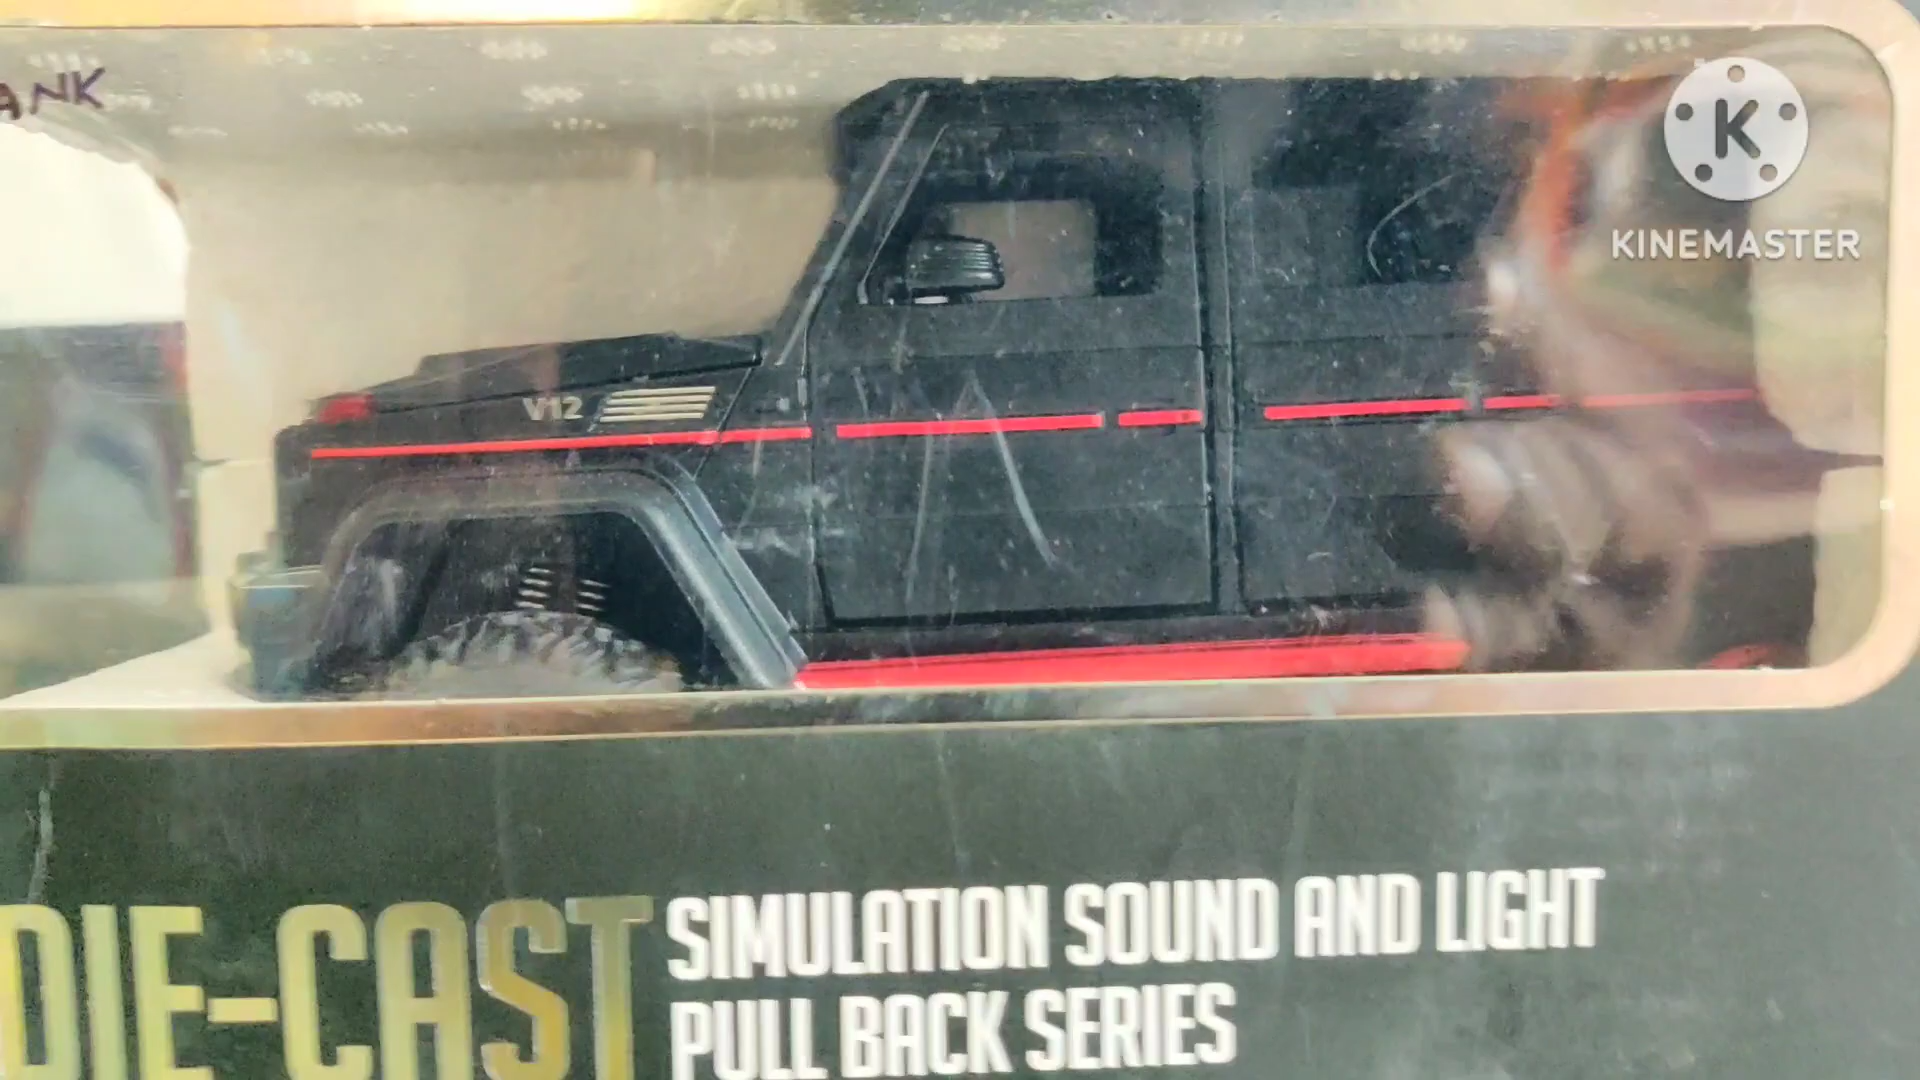 ANK
K
KINEMASTER
V12
DIE-CAST
SIMULATION SOUND AND LIGHT
PULL BACK SERIES